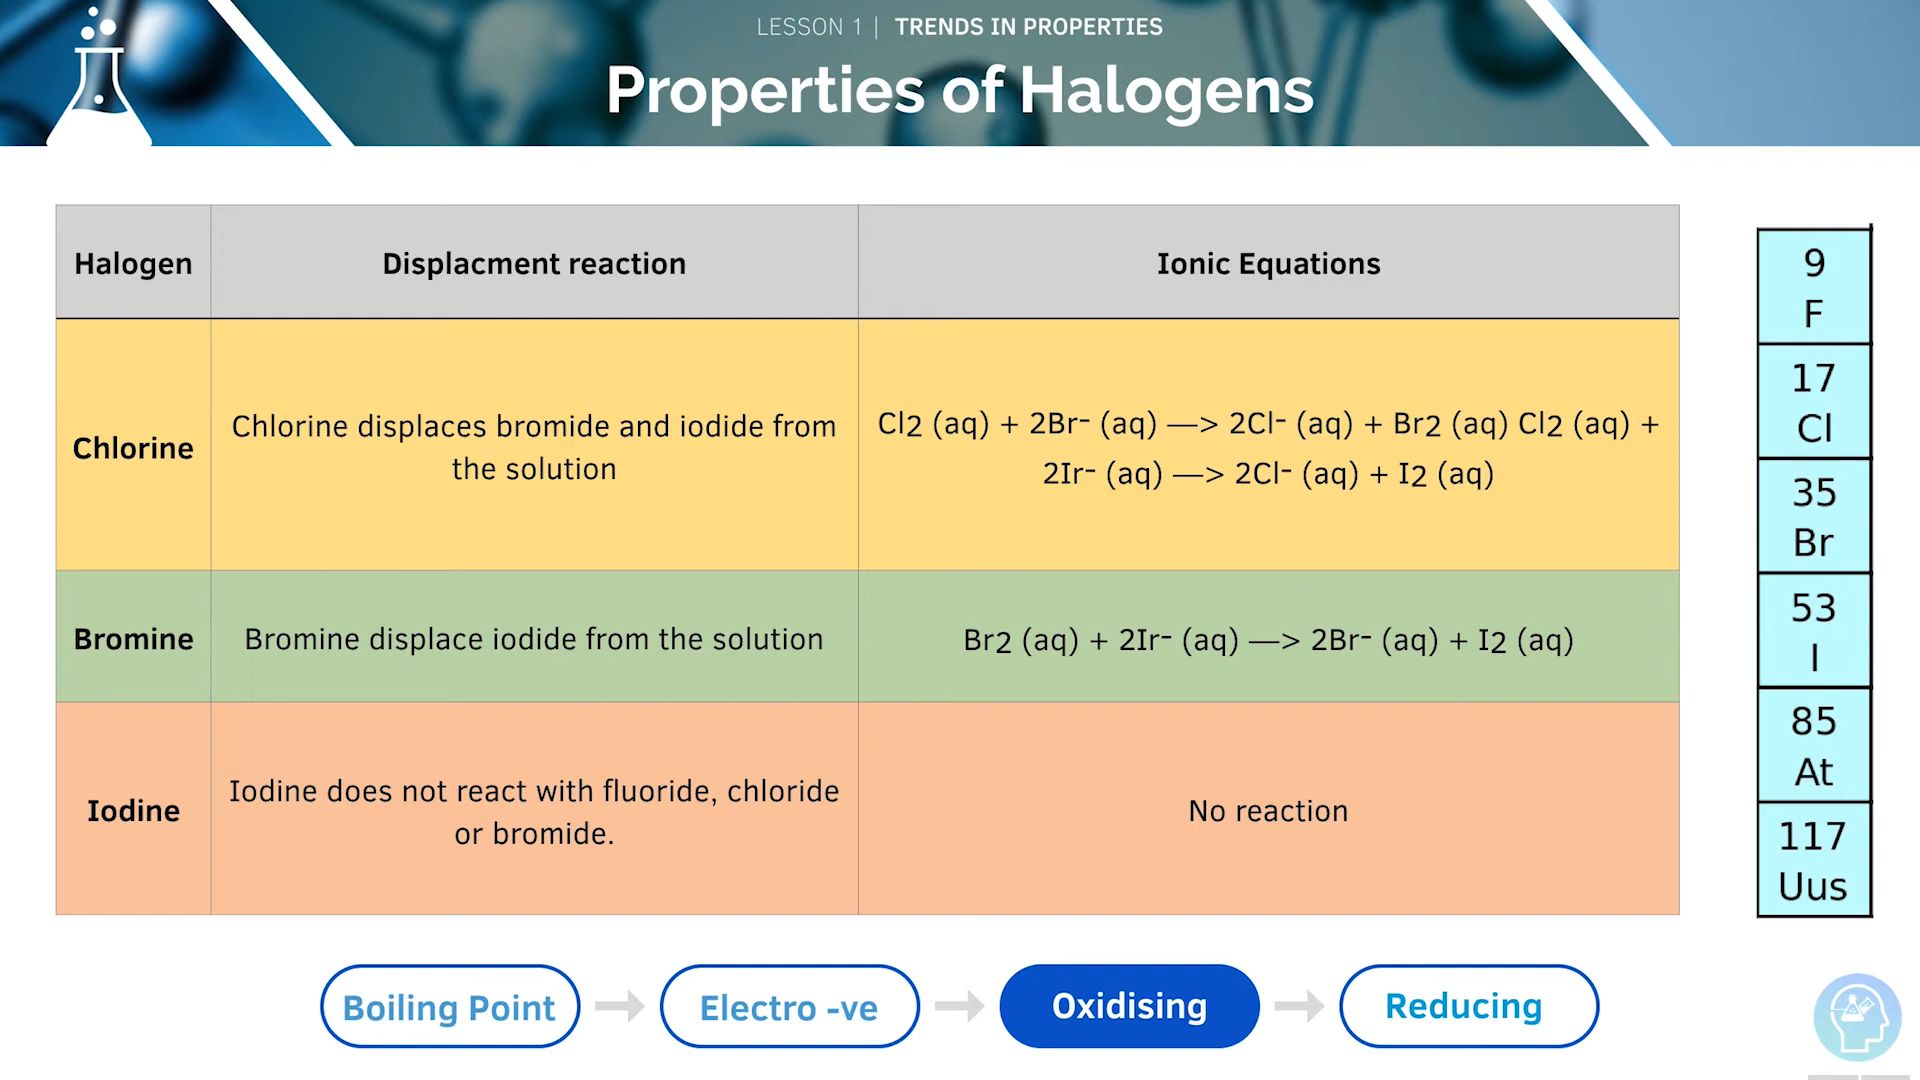 LESSON 1 | TRENDS IN PROPERTIES
Properties of Halogens
Halogen
Displacment reaction
Ionic Equations
Chlorine
Chlorine displaces bromide and iodide from
the solution
Cl2 (aq) + 2Br- (aq) —> 2Cl- (aq) + Br2 (aq) Cl2 (aq) +
2Ir- (aq) —> 2Cl- (aq) + I2 (aq)
Bromine
Bromine displace iodide from the solution
Br2 (aq) + 2Ir- (aq) —> 2Br- (aq) + I2 (aq)
Iodine
Iodine does not react with fluoride, chloride
or bromide.
No reaction
9
F
17
Cl
35
Br
53
I
85
At
117
Uus
Boiling Point
Electro -ve
Oxidising
Reducing